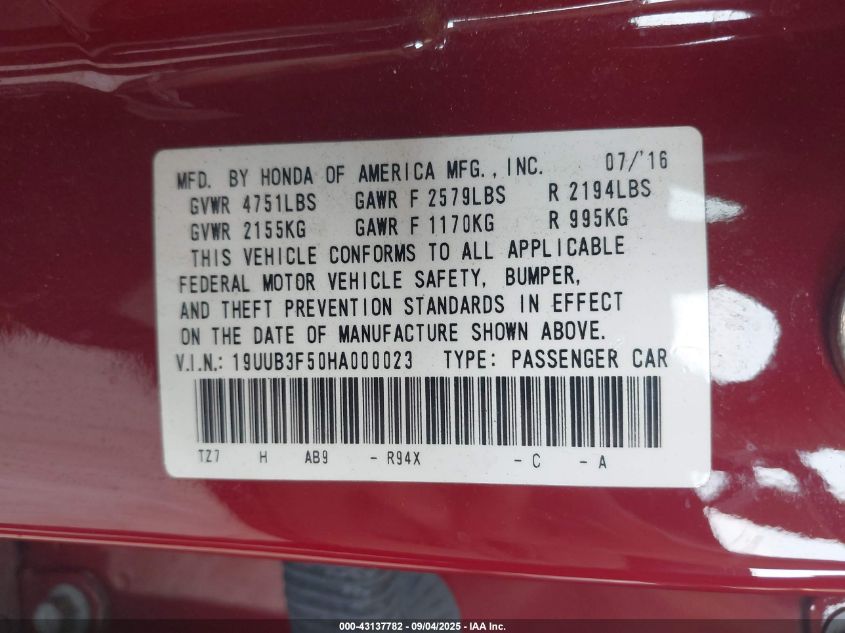 MFD. BY HONDA OF AMERICA MFG., INC. 07/'16
GVWR 4751LBS GAWR F 2579LBS R 2194LBS
GVWR 2155KG GAWR F 1170KG R 995KG
THIS VEHICLE CONFORMS TO ALL APPLICABLE
FEDERAL MOTOR VEHICLE SAFETY, BUMPER,
AND THEFT PREVENTION STANDARDS IN EFFECT
ON THE DATE OF MANUFACTURE SHOWN ABOVE.
V.I.N.: 19UUB3F50HA000023 TYPE: PASSENGER CAR
TZ7 H AB9 - R94X - C - A
000-43137782 - 09/04/2025 - IAA Inc.